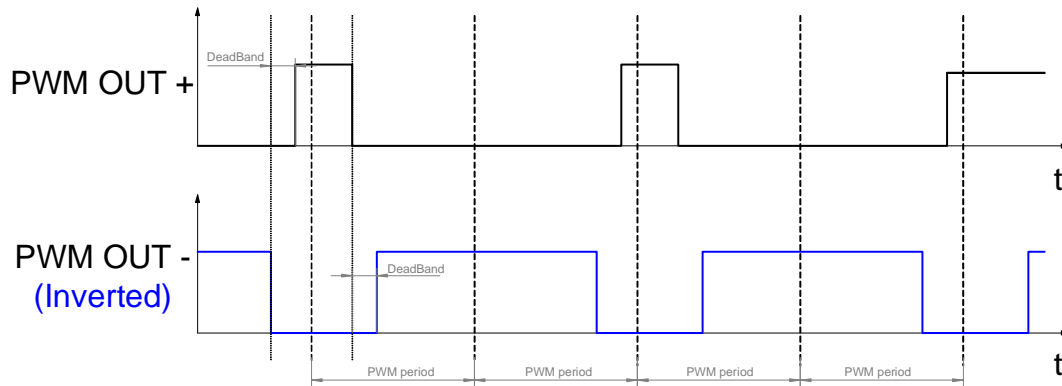 DeadBand
PWM OUT +
t
PWM OUT -
(Inverted)
DeadBand
t
PWM period
PWM period
PWM period
PWM period